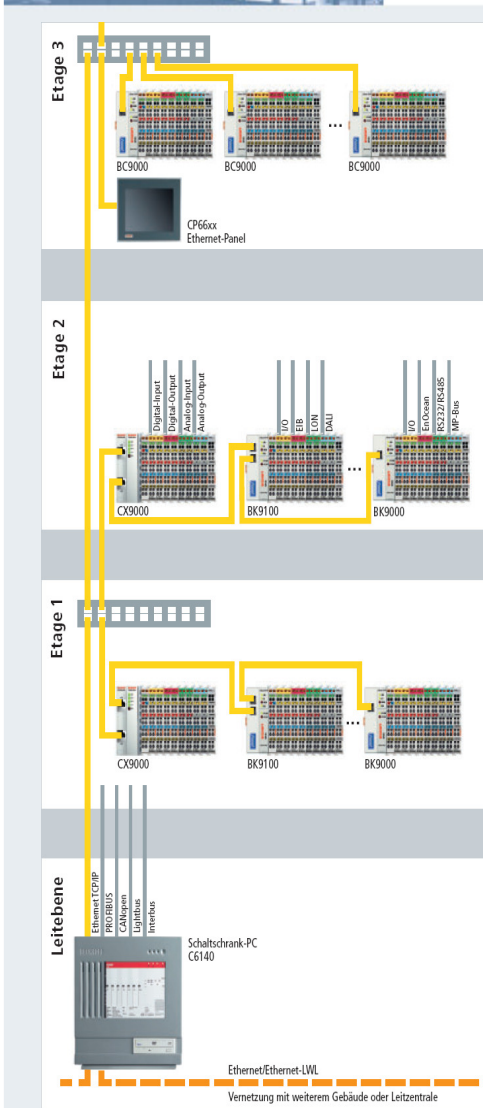 Etage 3
BC9000
BC9000
...
BC9000
CP66xx
Ethernet-Panel
Etage 2
Digital-Input
Digital-Output
Analog-Input
Analog-Output
I/O
EIB
LON
DALI
I/O
EnOcean
RS232/RS485
MP-Bus
CX9000
BK9100
...
BK9000
Etage 1
CX9000
BK9100
...
BK9000
Leitebene
Ethernet TCP/IP
PROFIBUS
CANopen
Lightbus
Interbus
Schaltschrank-PC
C6140
Ethernet/Ethernet-LWL
Vernetzung mit weiterem Gebäude oder Leitzentrale